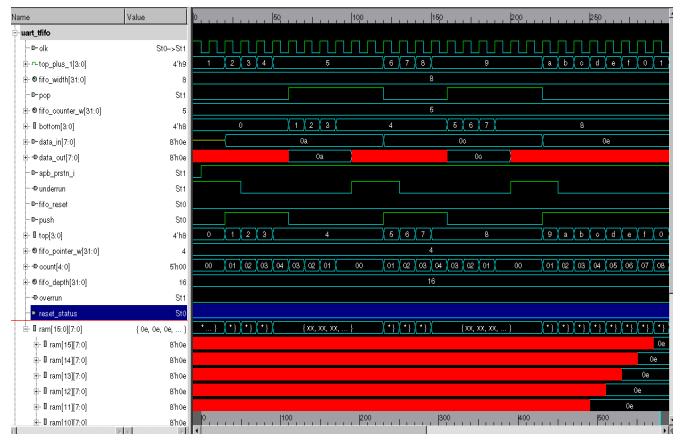 Name Value 0 50 100 150 200 250
uart_tfifo
clk St0->St1
top_plus_1[3:0] 4'h9 1 2 3 4 5 6 7 8 9 a b c d e f 0 1
fifo_width[31:0] 8 8
pop St1
fifo_counter_w[31:0] 5 5
bottom[3:0] 4'h8 0 1 2 3 4 5 6 7 8
data_in[7:0] 8'h0e 0a 0c 0e
data_out[7:0] 8'h0e 0a 0c
apb_prstn_i St1
underrun St1
fifo_reset St0
push St0
top[3:0] 4'h8 0 1 2 3 4 5 6 7 8 9 a b c d e f 0
fifo_pointer_w[31:0] 4 4
count[4:0] 5'h00 00 01 02 03 04 03 02 01 00 01 02 03 04 03 02 01 00 01 02 03 04 05 06 07 08
fifo_depth[31:0] 16 16
overrun St1
reset_status St0
ram[15:0][7:0] { 0e, 0e, 0e, ... } * ... } * } * } * } { xx, xx, xx, ... } * } * } * } { xx, xx, xx, ... } * } * } * } * } * } * } * } * }
ram[15][7:0] 8'h0e 0e
ram[14][7:0] 8'h0e 0e
ram[13][7:0] 8'h0e 0e
ram[12][7:0] 8'h0e 0e
ram[11][7:0] 8'h0e 0e
ram[10][7:0] 8'h0e 0 100 200 300 400 500